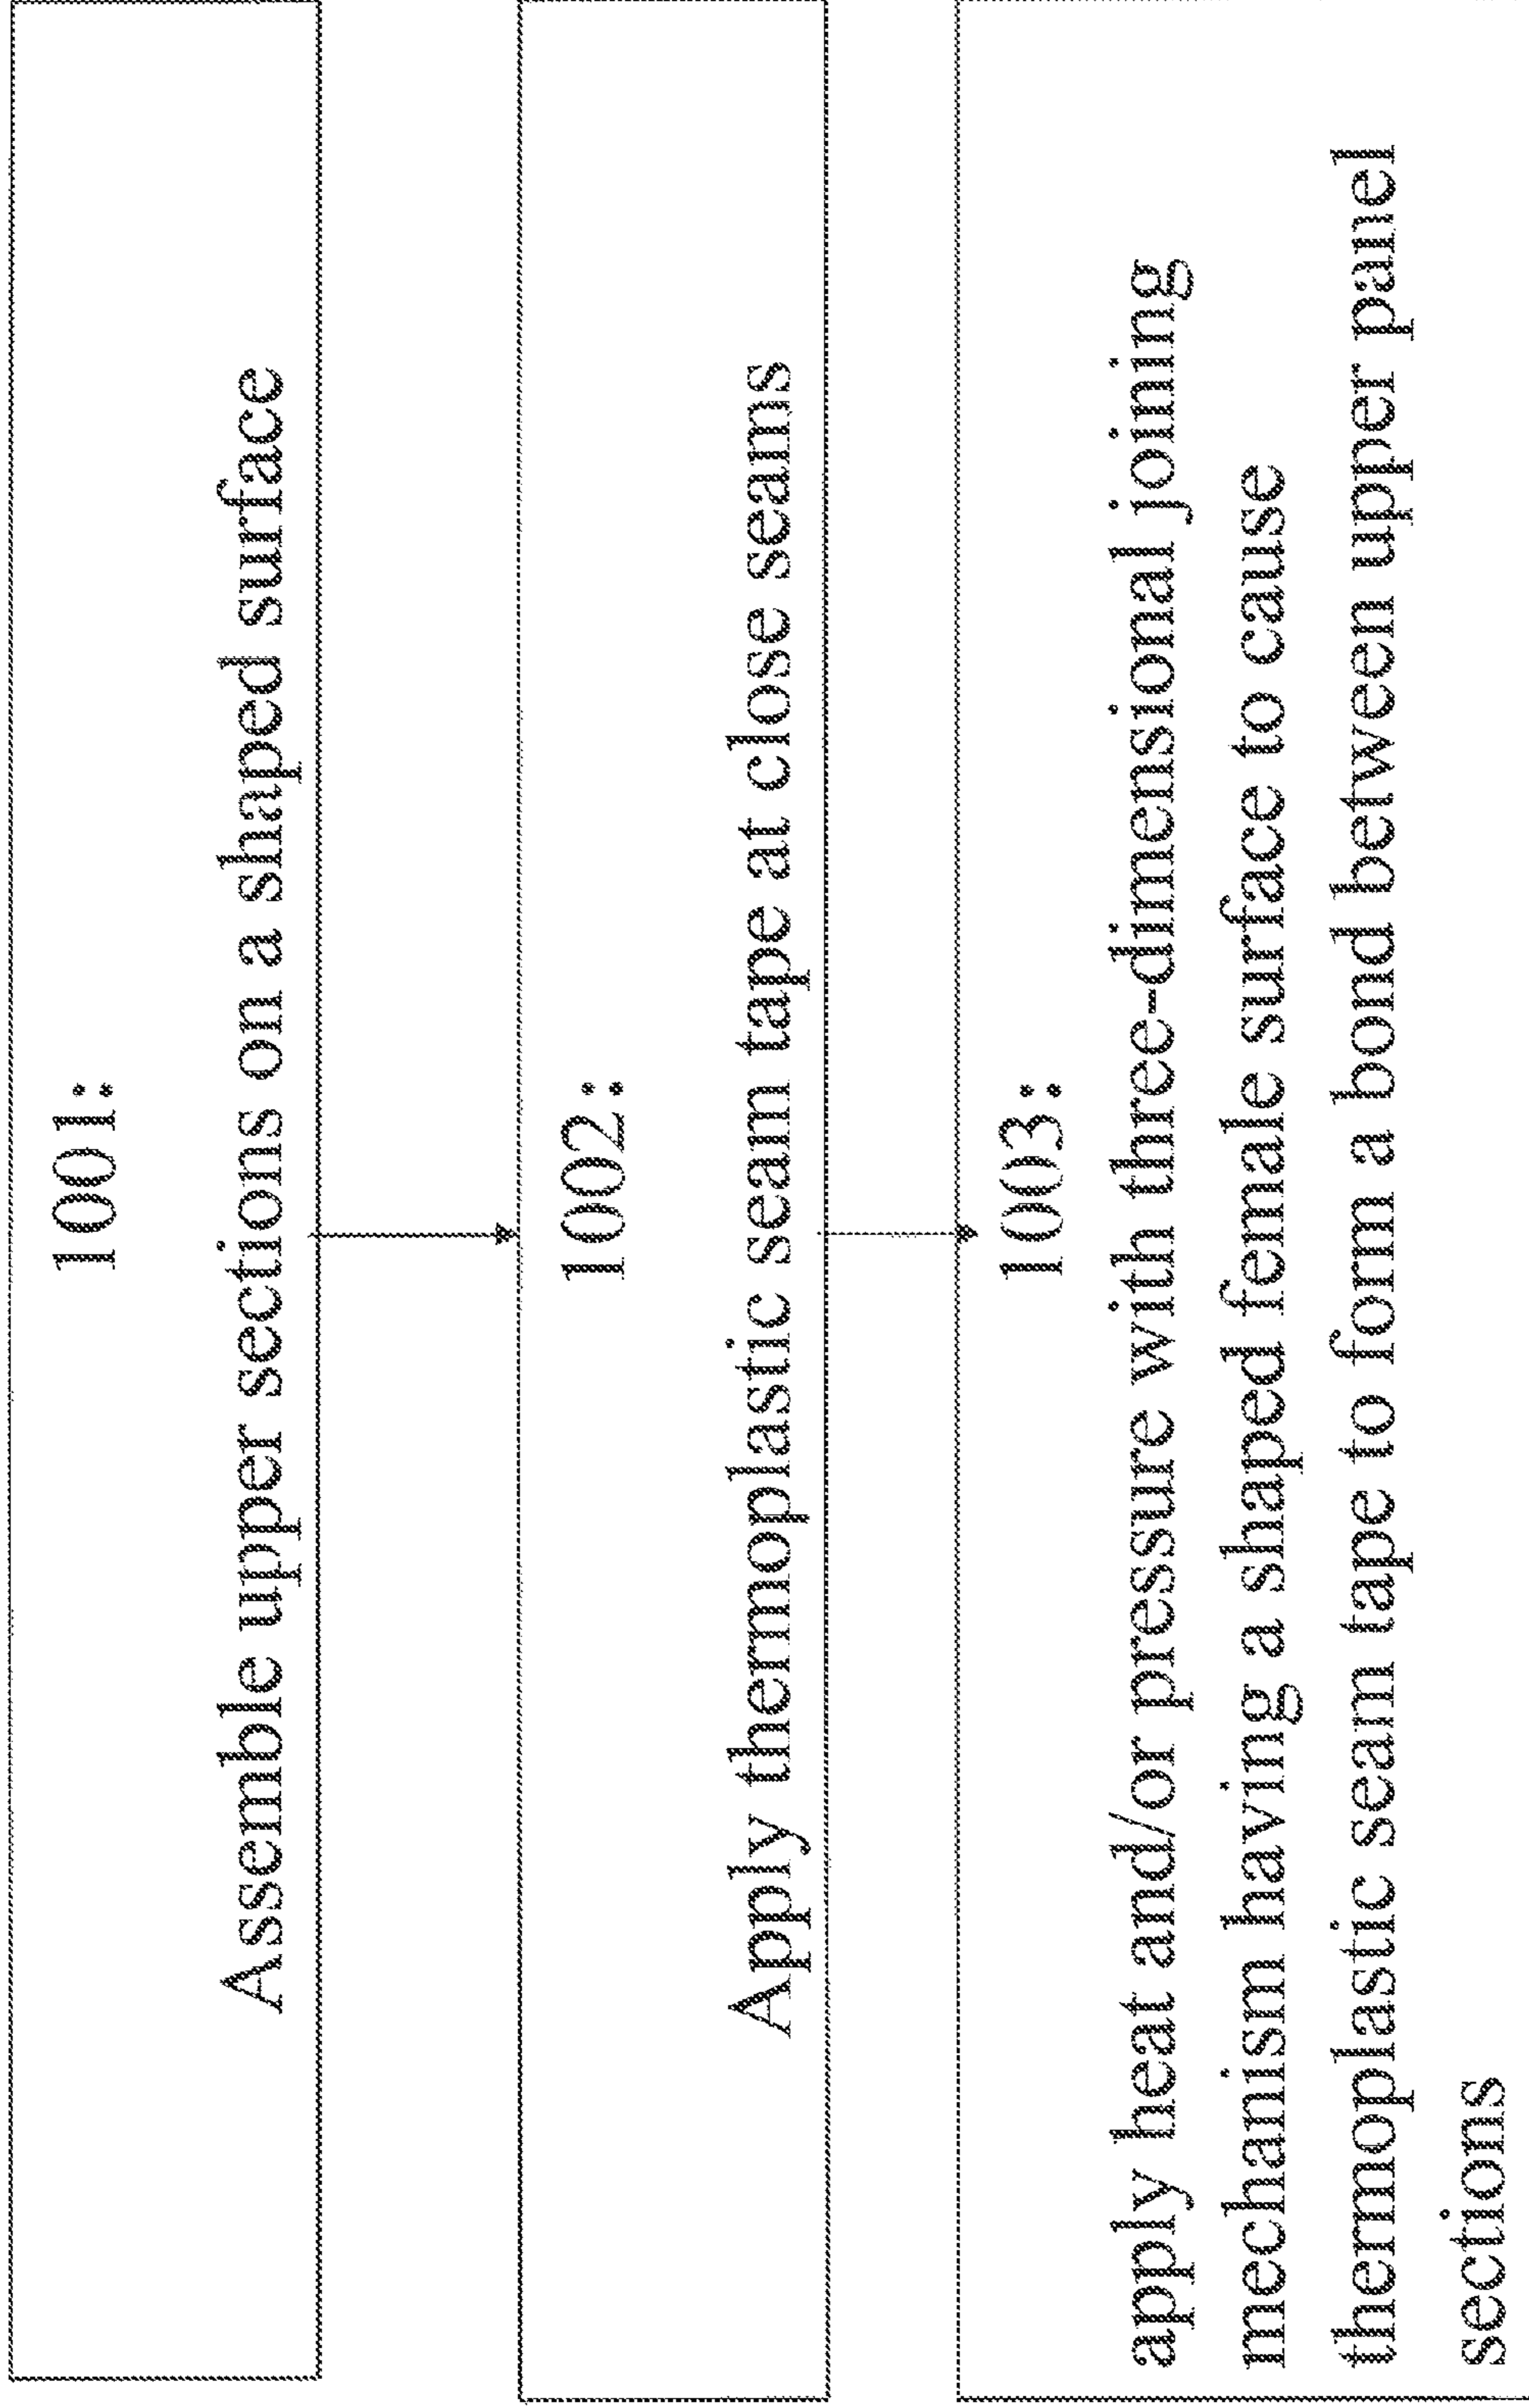 1001:
Assemble upper sections on a shaped surface
1002:
Apply thermoplastic seam tape at close seams
1003:
apply heat and/or pressure with three-dimensional joining
mechanism having a shaped female surface to cause
thermoplastic seam tape to form a bond between upper panel
sections